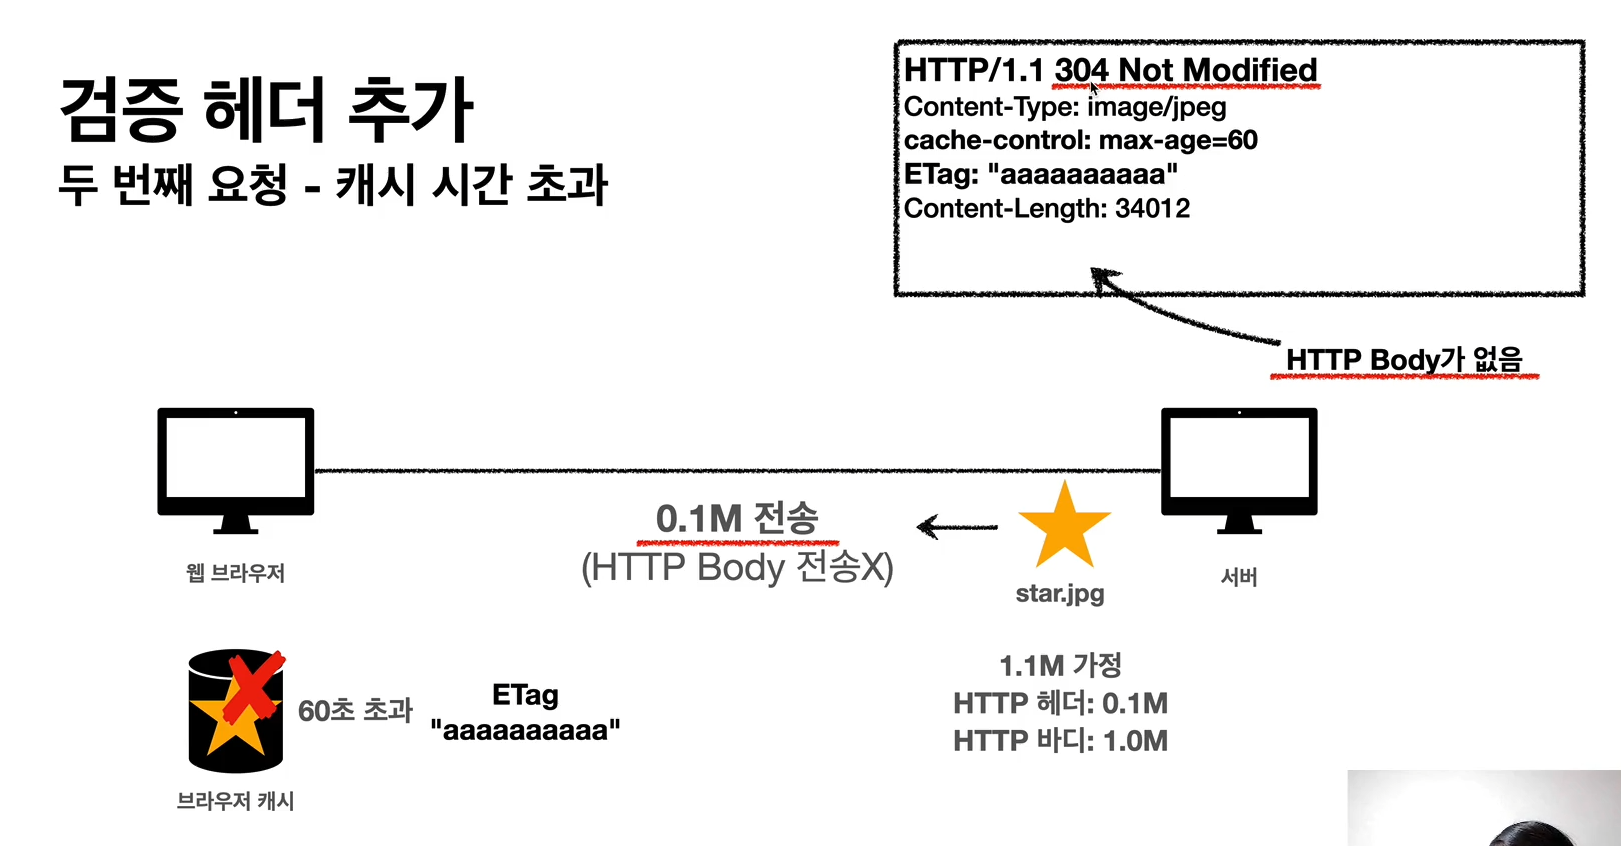 검증 헤더 추가
두 번째 요청 - 캐시 시간 초과
HTTP/1.1 304 Not Modified
Content-Type: image/jpeg
cache-control: max-age=60
ETag: "aaaaaaaaaa"
Content-Length: 34012
HTTP Body가 없음
0.1M 전송
(HTTP Body 전송X)
star.jpg
웹 브라우저
서버
1.1M 가정
HTTP 헤더: 0.1M
HTTP 바디: 1.0M
60초 초과
ETag
"aaaaaaaaaa"
브라우저 캐시